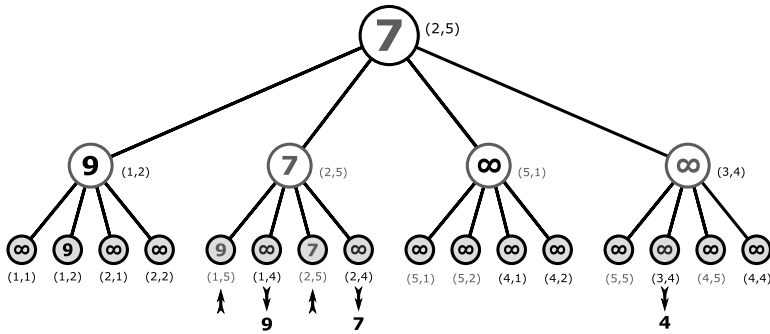 7 (2,5)
9 (1,2) 7 (2,5) ∞ (5,1) ∞ (3,4)
∞ 9 ∞ ∞ 9 ∞ 7 ∞ ∞ ∞ ∞ ∞ ∞ ∞ ∞ ∞
(1,1) (1,2) (2,1) (2,2) (1,5) (1,4) (2,5) (2,4) (5,1) (5,2) (4,1) (4,2) (5,5) (3,4) (4,5) (4,4)
9 7 4